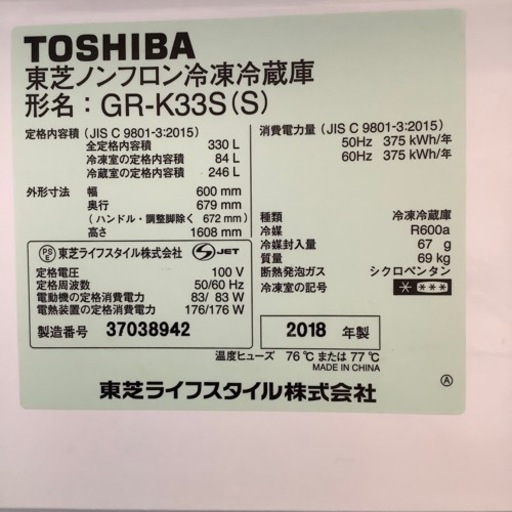 TOSHIBA
東芝ノンフロン冷凍冷蔵庫
形名：GR-K33S(S)
定格内容積 (JIS C 9801-3:2015)
全定格内容積 330 L
冷凍室の定格内容積 84 L
冷蔵室の定格内容積 246 L
外形寸法 幅 600 mm
奥行 679 mm
(ハンドル・調整脚除く 672 mm)
高さ 1608 mm
消費電力量 (JIS C 9801-3:2015)
50Hz 375 kWh/年
60Hz 375 kWh/年
種類 冷凍冷蔵庫
冷媒 R600a
冷媒封入量 67 g
質量 69 kg
断熱発泡ガス シクロペンタン
冷凍室の記号 * ***
PS E 東芝ライフスタイル株式会社 S JET
定格電圧 100 V
定格周波数 50/60 Hz
電動機の定格消費電力 83/ 83 W
電熱装置の定格消費電力 176/176 W
製造番号 37038942
2018 年製
温度ヒューズ 76℃ または 77℃
MADE IN CHINA
東芝ライフスタイル株式会社
Ⓐ